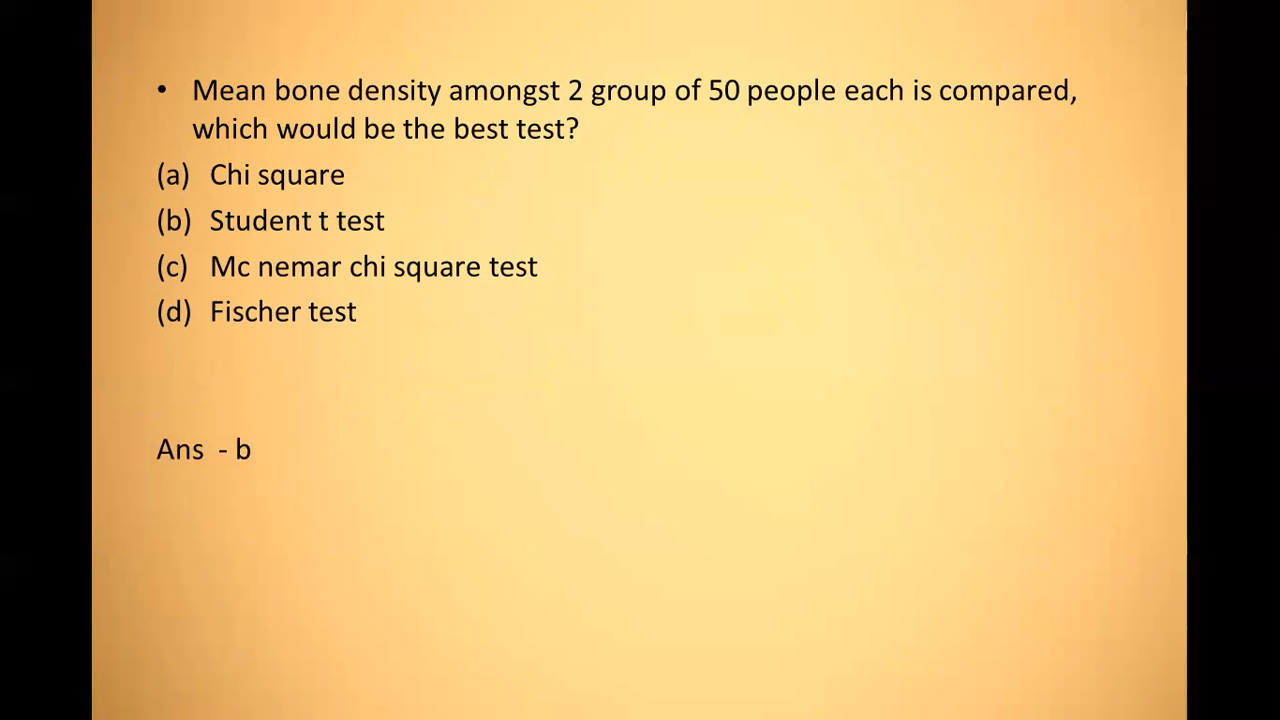 • Mean bone density amongst 2 group of 50 people each is compared,
which would be the best test?
(a) Chi square
(b) Student t test
(c) Mc nemar chi square test
(d) Fischer test
Ans - b